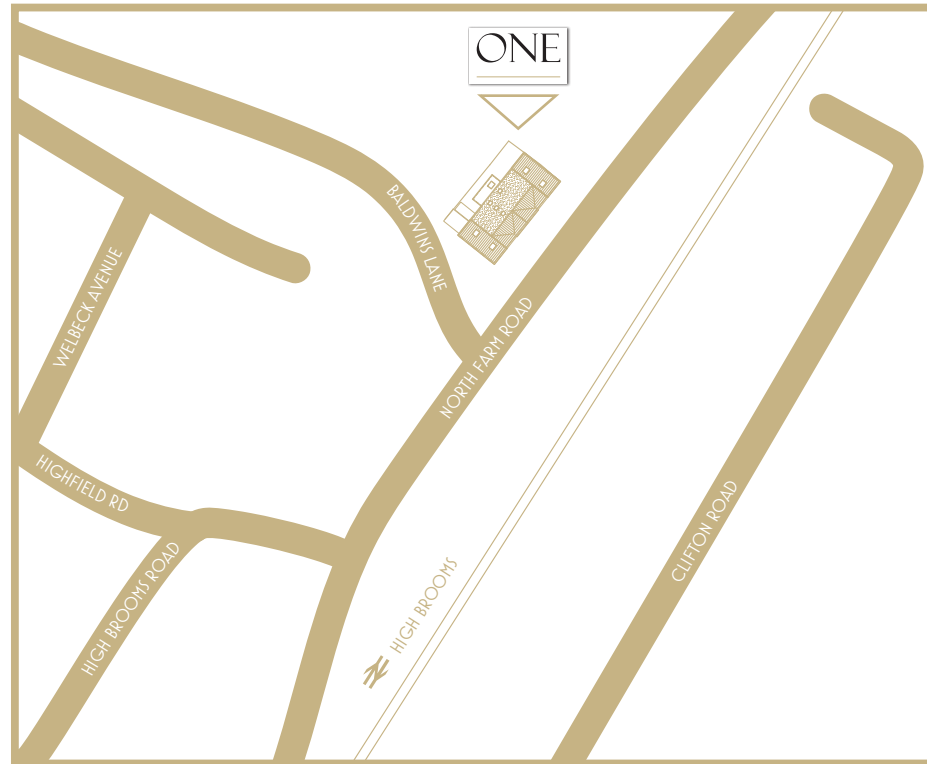 ONE
BALDWINS LANE
WELBECK AVENUE
NORTH FARM ROAD
HIGHFIELD RD
CLIFTON ROAD
HIGH BROOMS ROAD
HIGH BROOMS